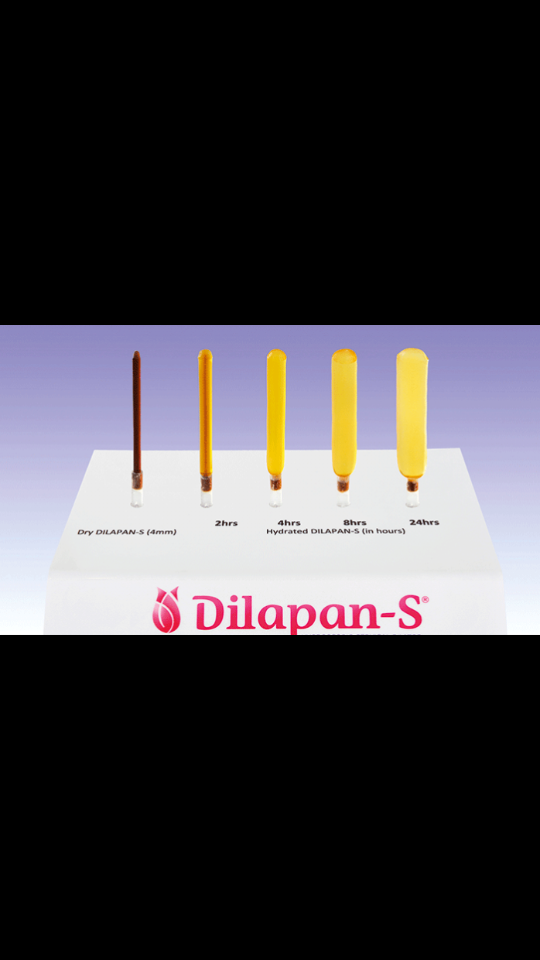 2hrs 4hrs 8hrs 24hrs
Dry DILAPAN-S (4mm) Hydrated DILAPAN-S (in hours)
Dilapan-S®